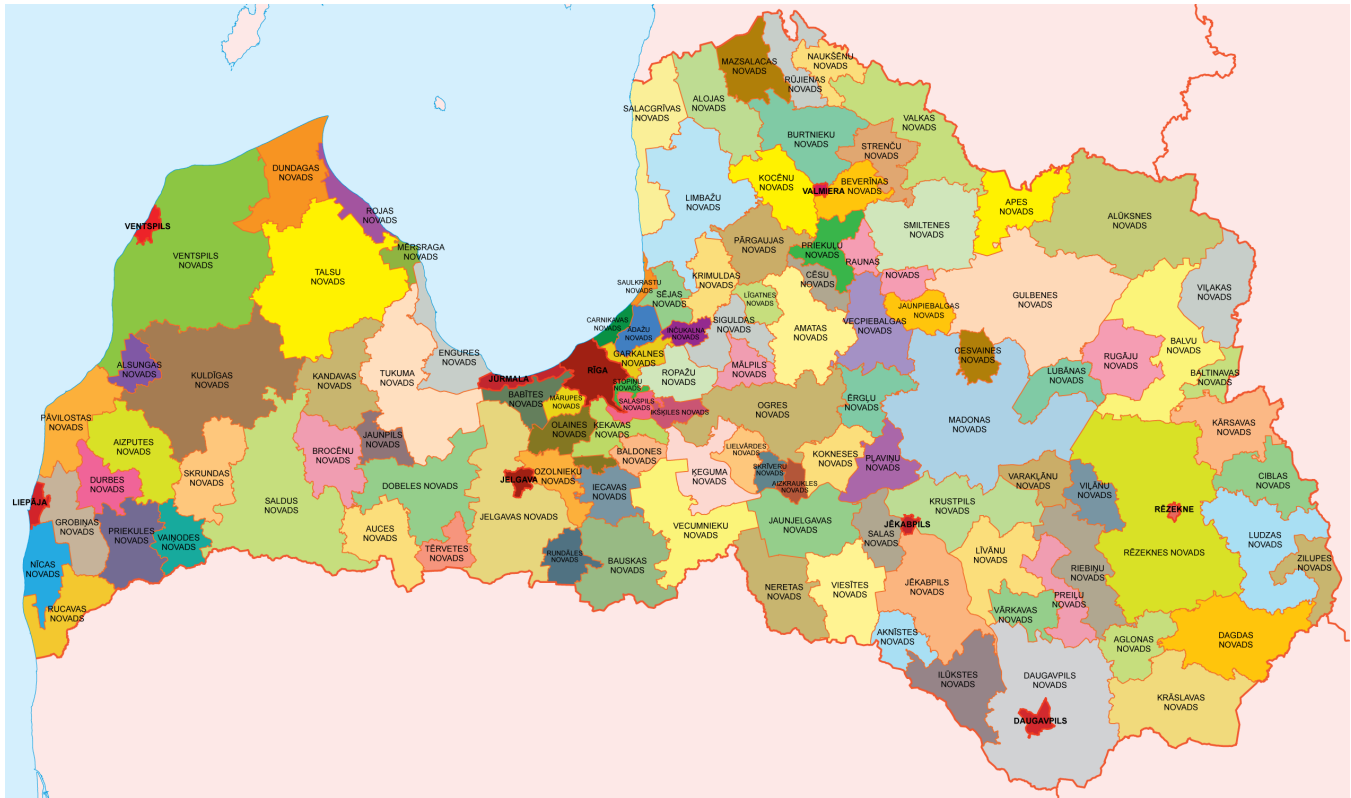 MAZSALACAS
NOVADS
NAUKŠĒNU
NOVADS
RŪJIENAS
NOVADS
SALACGRĪVAS
NOVADS
ALOJAS
NOVADS
VALKAS
NOVADS
BURTNIEKU
NOVADS
STRENČU
NOVADS
DUNDAGAS
NOVADS
KOCĒNU
NOVADS
VALMIERA
BEVERĪNAS
NOVADS
LIMBAŽU
NOVADS
APES
NOVADS
ALŪKSNES
NOVADS
ROJAS
NOVADS
VENTSPILS
SMILTENES
NOVADS
PĀRGAUJAS
NOVADS
PRIEKUĻU
NOVADS
MĒRSRAGA
NOVADS
VENTSPILS
NOVADS
TALSU
NOVADS
RAUNAS
NOVADS
CĒSU
NOVADS
KRIMULDAS
NOVADS
SAULKRASTU
NOVADS
SĒJAS
NOVADS
LĪGATNES
NOVADS
GULBENES
NOVADS
VIĻAKAS
NOVADS
JAUNPIEBALGAS
NOVADS
VECPIEBALGAS
NOVADS
CARNIKAVAS
NOVADS
ĀDAŽU
NOVADS
INČUKALNA
NOVADS
SIGULDAS
NOVADS
AMATAS
NOVADS
CESVAINES
NOVADS
BALVU
NOVADS
RUGĀJU
NOVADS
ALSUNGAS
NOVADS
KULDĪGAS
NOVADS
KANDAVAS
NOVADS
TUKUMA
NOVADS
ENGURES
NOVADS
GARKALNES
NOVADS
ROPAŽU
NOVADS
MĀLPILS
NOVADS
LUBĀNAS
NOVADS
BALTINAVAS
NOVADS
JŪRMALA
RĪGA
STOPIŅU
NOVADS
BABĪTES
NOVADS
MĀRUPES
NOVADS
SALASPILS
NOVADS
IKŠĶILES NOVADS
OGRES
NOVADS
ĒRGĻU
NOVADS
MADONAS
NOVADS
PĀVILOSTAS
NOVADS
AIZPUTES
NOVADS
BROCĒNU
NOVADS
JAUNPILS
NOVADS
OLAINES
NOVADS
ĶEKAVAS
NOVADS
KĀRSAVAS
NOVADS
BALDONES
NOVADS
LIELVĀRDES
NOVADS
KOKNESES
NOVADS
PĻAVIŅU
NOVADS
SKRUNDAS
NOVADS
DURBES
NOVADS
ĶEGUMA
NOVADS
SKRĪVERU
NOVADS
AIZKRAUKLES
NOVADS
VARAKĻĀNU
NOVADS
VIĻĀNU
NOVADS
CIBLAS
NOVADS
LIEPĀJA
DOBELES NOVADS
JELGAVA
OZOLNIEKU
NOVADS
IECAVAS
NOVADS
SALDUS
NOVADS
JELGAVAS NOVADS
KRUSTPILS
NOVADS
RĒZEKNE
GROBIŅAS
NOVADS
PRIEKULES
NOVADS
VAIŅODES
NOVADS
AUCES
NOVADS
VECUMNIEKU
NOVADS
JAUNJELGAVAS
NOVADS
JĒKABPILS
SALAS
NOVADS
LĪVĀNU
NOVADS
LUDZAS
NOVADS
TĒRVETES
NOVADS
RUNDĀLES
NOVADS
BAUSKAS
NOVADS
RĒZEKNES NOVADS
ZILUPES
NOVADS
NĪCAS
NOVADS
RIEBIŅU
NOVADS
NERETAS
NOVADS
VIESĪTES
NOVADS
JĒKABPILS
NOVADS
PREIĻU
NOVADS
RUCAVAS
NOVADS
VĀRKAVAS
NOVADS
AKNĪSTES
NOVADS
AGLONAS
NOVADS
DAGDAS
NOVADS
ILŪKSTES
NOVADS
DAUGAVPILS
NOVADS
KRĀSLAVAS
NOVADS
DAUGAVPILS